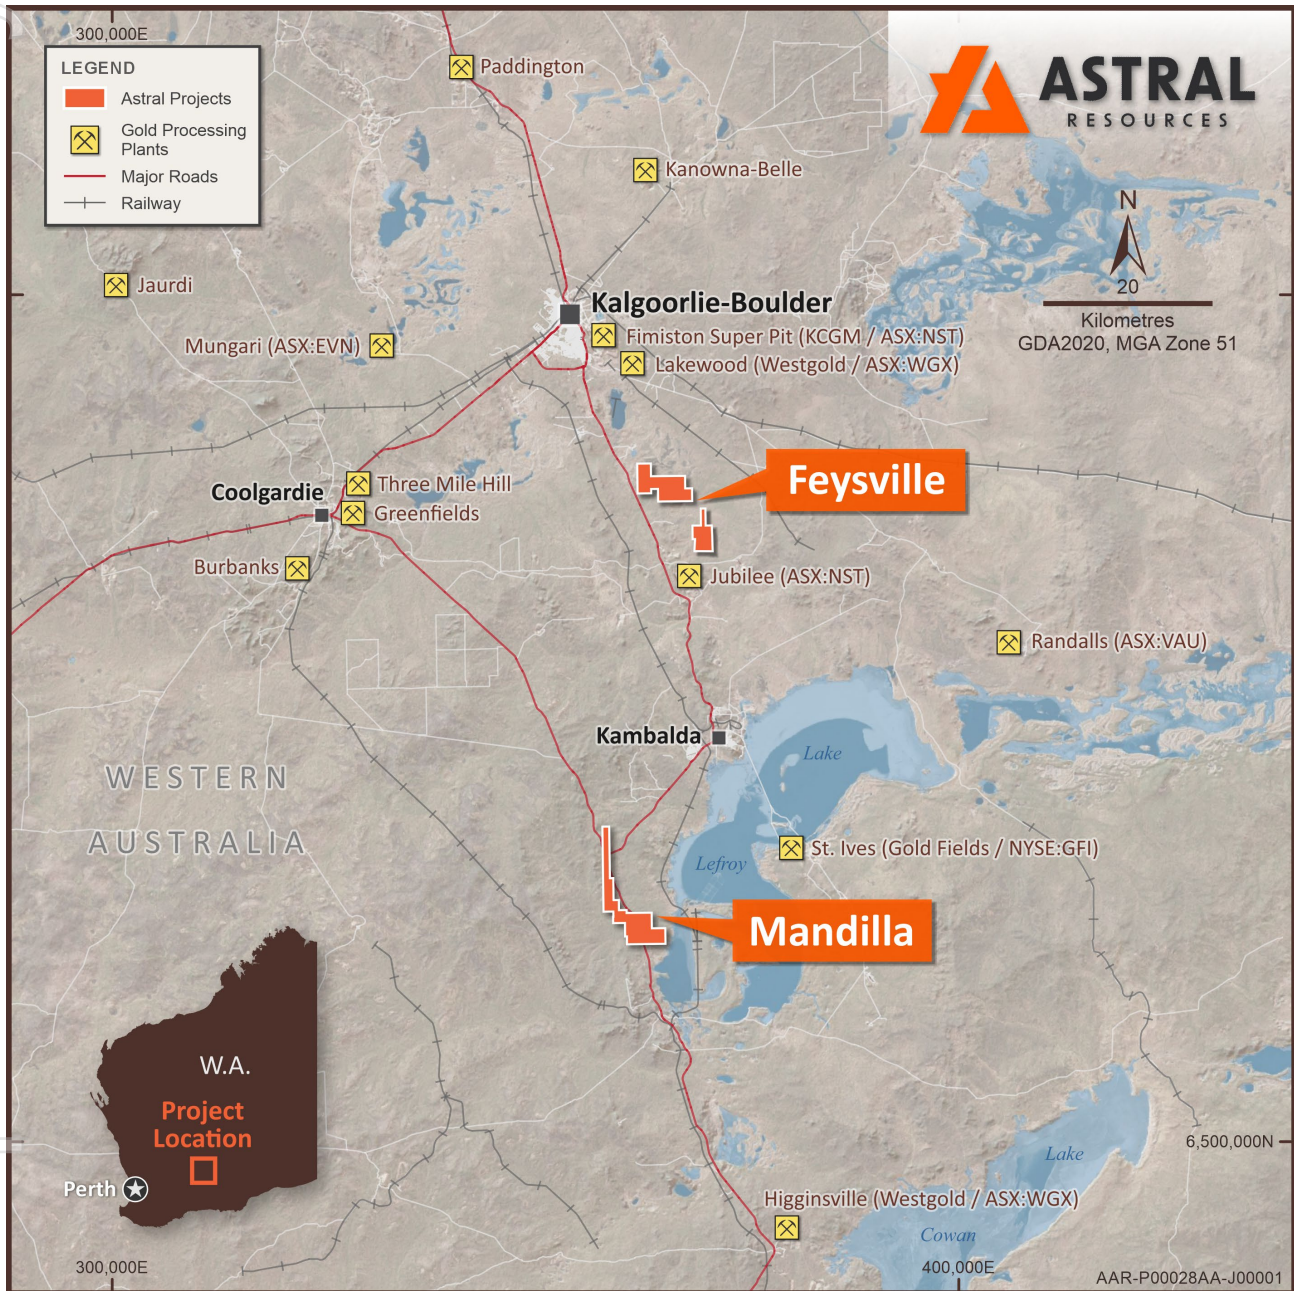 300,000E
LEGEND
Astral Projects
Gold Processing
Plants
Major Roads
Railway
ASTRAL
RESOURCES
N
20
Kilometres
GDA2020, MGA Zone 51
Paddington
Kanowna-Belle
Jaurdi
Kalgoorlie-Boulder
Mungari (ASX:EVN)
Fimiston Super Pit (KCGM / ASX:NST)
Lakewood (Westgold / ASX:WGX)
Feysville
Coolgardie
Three Mile Hill
Greenfields
Burbanks
Jubilee (ASX:NST)
Randalls (ASX:VAU)
Kambalda
Lake
Lefroy
WESTERN
AUSTRALIA
St. Ives (Gold Fields / NYSE:GFI)
Mandilla
W.A.
Project
Location
Perth
6,500,000N
Lake
Cowan
Higginsville (Westgold / ASX:WGX)
300,000E
400,000E
AAR-P00028AA-J00001